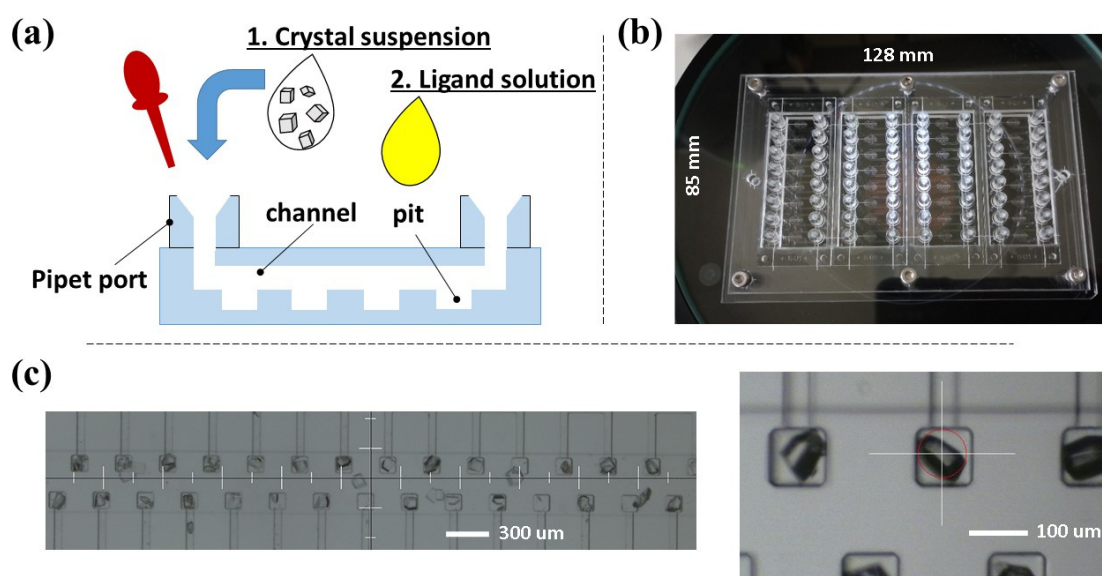 (a)
1. Crystal suspension
2. Ligand solution
channel
pit
Pipet port
(b)
128 mm
85 mm
(c)
300 um
100 um